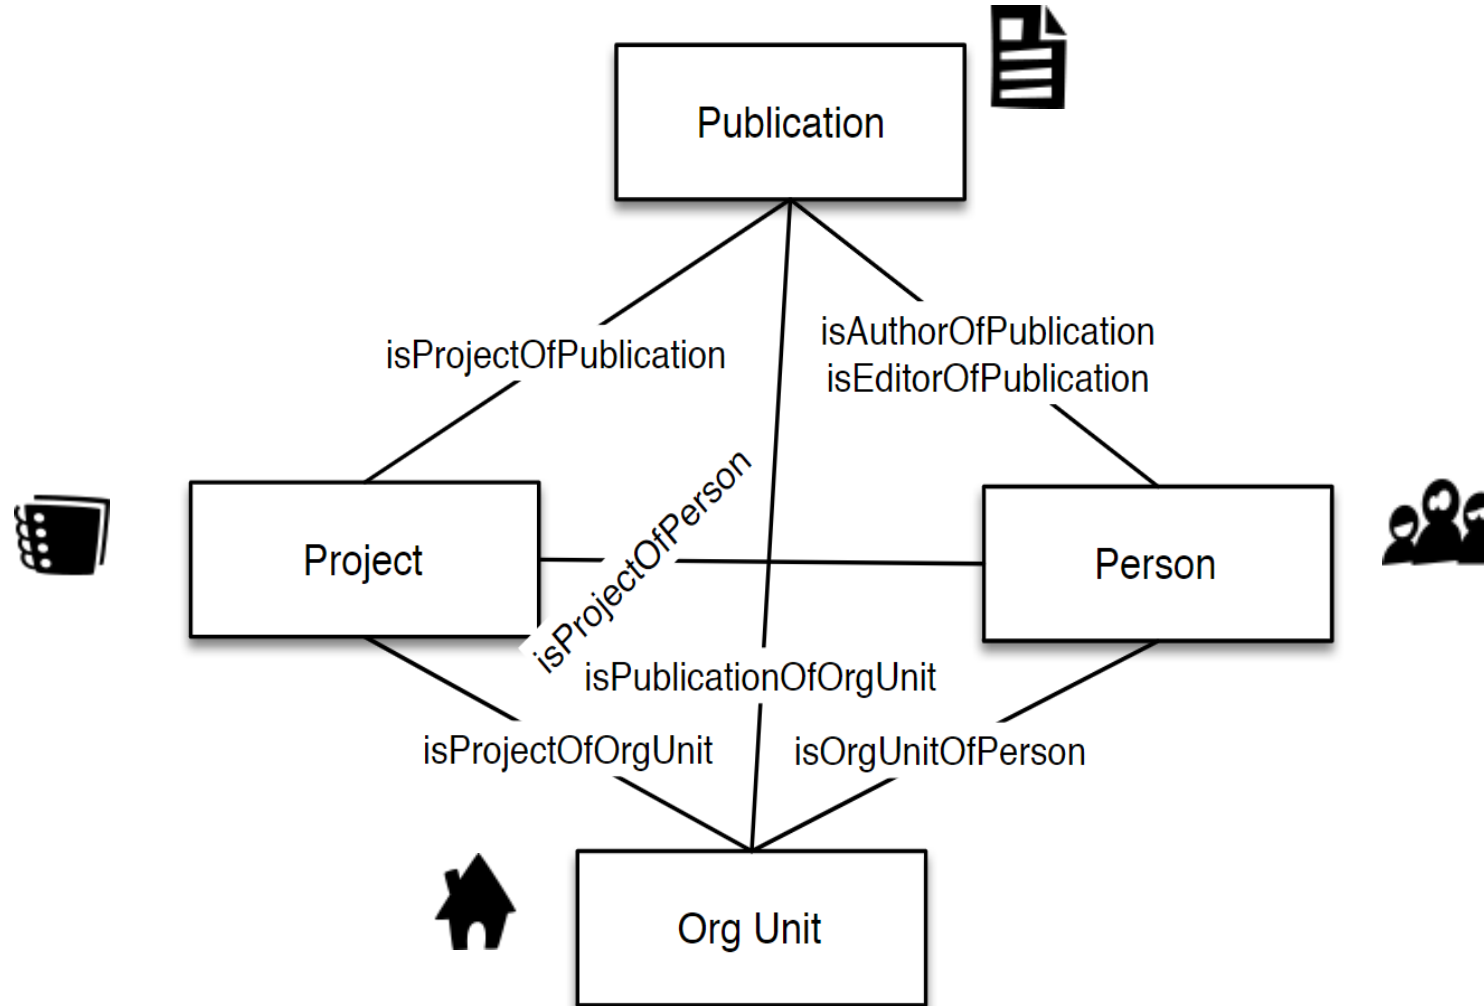 Publication
isProjectOfPublication
isAuthorOfPublication
isEditorOfPublication
isProjectOfPerson
Project
Person
isPublicationOfOrgUnit
isProjectOfOrgUnit
isOrgUnitOfPerson
Org Unit